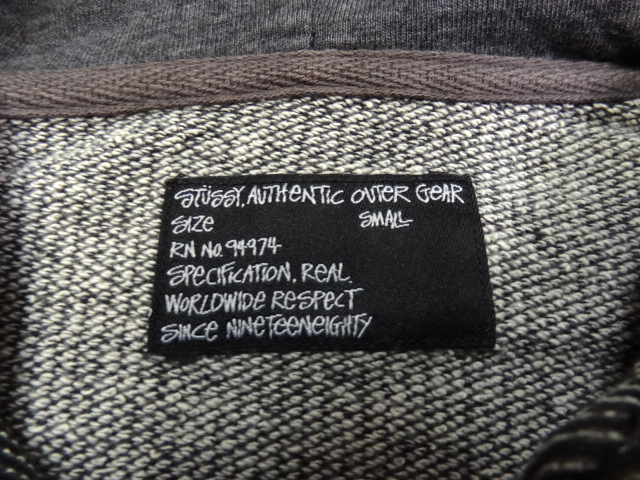 STÜSSY, AUTHENTIC OUTER GEAR
SIZE SMALL
RN NO. 94974
SPECIFICATION. REAL
WORLDWIDE RESPECT
SINCE NINETEENEIGHTY